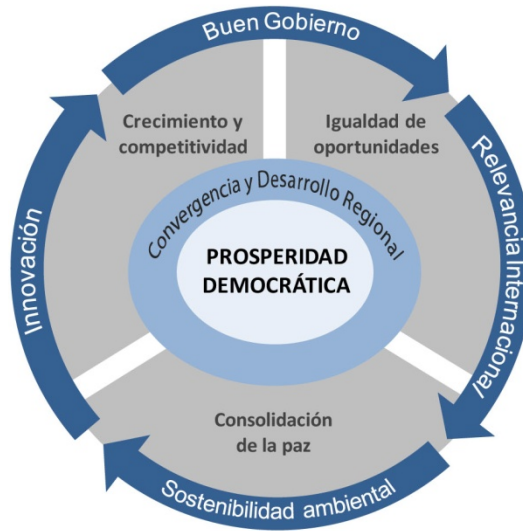 Buen Gobierno
Crecimiento y
competitividad
Igualdad de
oportunidades
Relevancia Internacional
Innovación
Convergencia y Desarrollo Regional
PROSPERIDAD
DEMOCRÁTICA
Consolidación
de la paz
Sostenibilidad ambiental